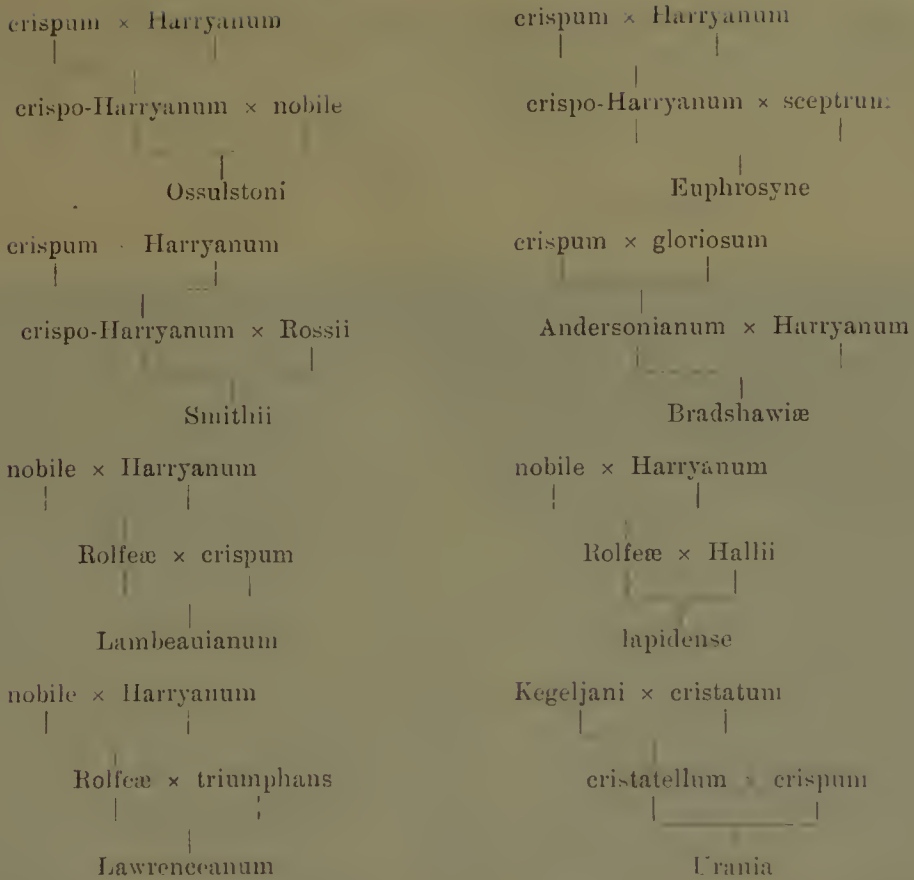 crispum × Harryanum
crispo-Harryanum × nobile
Ossulstoni
crispum × Harryanum
crispo-Harryanum × sceptrum
Euphrosyne
crispum · Harryanum
crispo-Harryanum × Rossii
Smithii
crispum × gloriosum
Andersonianum × Harryanum
Bradshawiæ
nobile × Harryanum
Rolfeæ × crispum
Lambeauianum
nobile × Harryanum
Rolfeæ × Hallii
lapidense
nobile × Harryanum
Rolfeæ × triumphans
Lawrenceanum
Kegeljani × cristatum
cristatellum × crispum
Urania